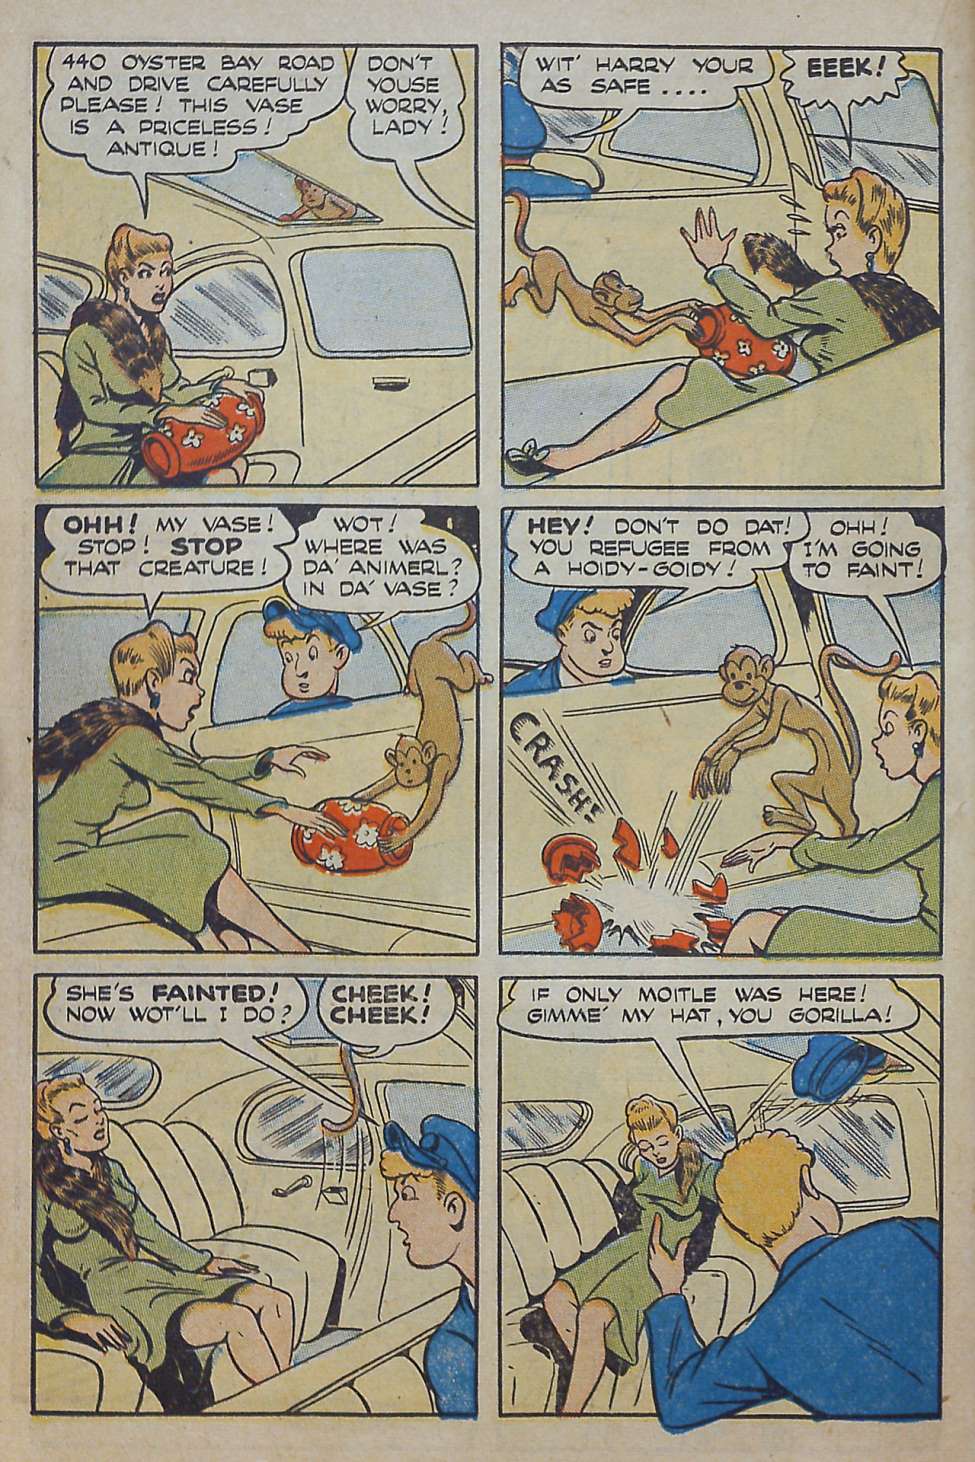 440 OYSTER BAY ROAD
AND DRIVE CAREFULLY
PLEASE! THIS VASE
IS A PRICELESS!
ANTIQUE!
DON'T
YOUSE
WORRY,
LADY!
WIT' HARRY YOUR
AS SAFE ....
EEEK!
OHH! MY VASE!
STOP! STOP
THAT CREATURE!
WOT!
WHERE WAS
DA' ANIMERL?
IN DA' VASE?
HEY! DON'T DO DAT!
YOU REFUGEE FROM
A HOIDY-GOIDY!
OHH!
I'M GOING
TO FAINT!
CRASH!
SHE'S FAINTED!
NOW WOT'LL I DO?
CHEEK!
CHEEK!
IF ONLY MOITLE WAS HERE!
GIMME' MY HAT, YOU GORILLA!